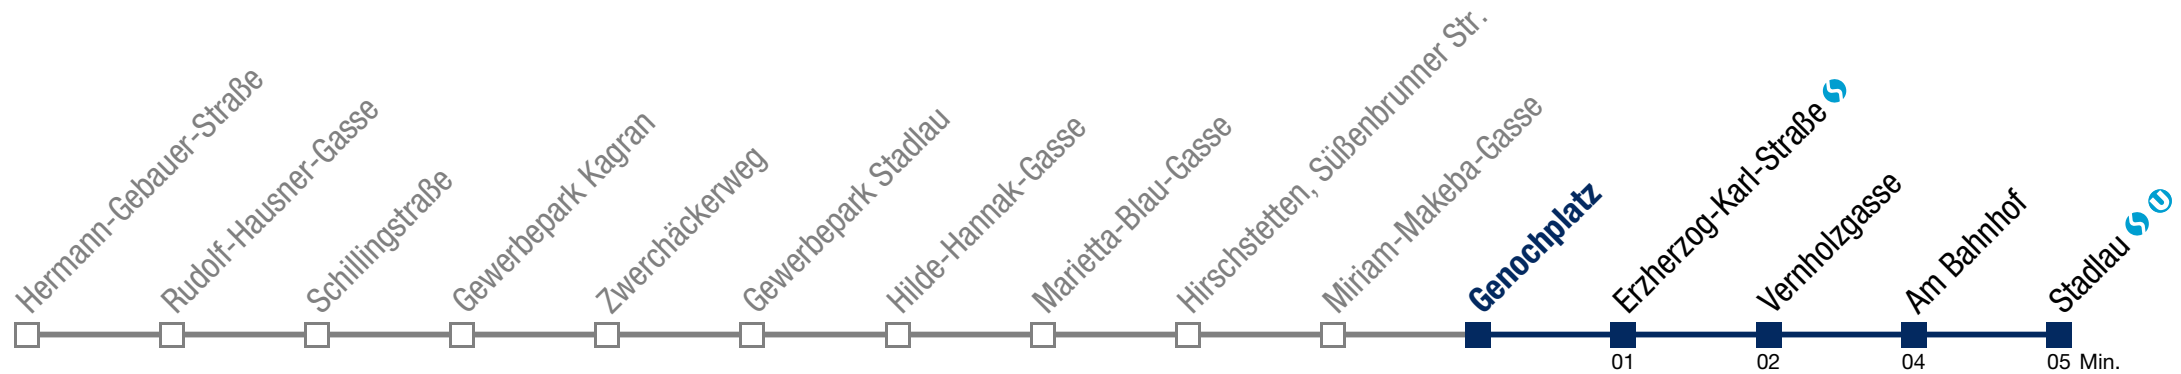 Hermann-Gebauer-Straße
Rudolf-Hausner-Gasse
Schillingstraße
Gewerbepark Kagran
Zwerchäckerweg
Gewerbepark Stadlau
Hilde-Hannak-Gasse
Marietta-Blau-Gasse
Hirschstetten, Süßenbrunner Str.
Miriam-Makeba-Gasse
Genochplatz
Erzherzog-Karl-Straße S
Vernholzgasse
Am Bahnhof
Stadlau S U
01 02 04 05 Min.